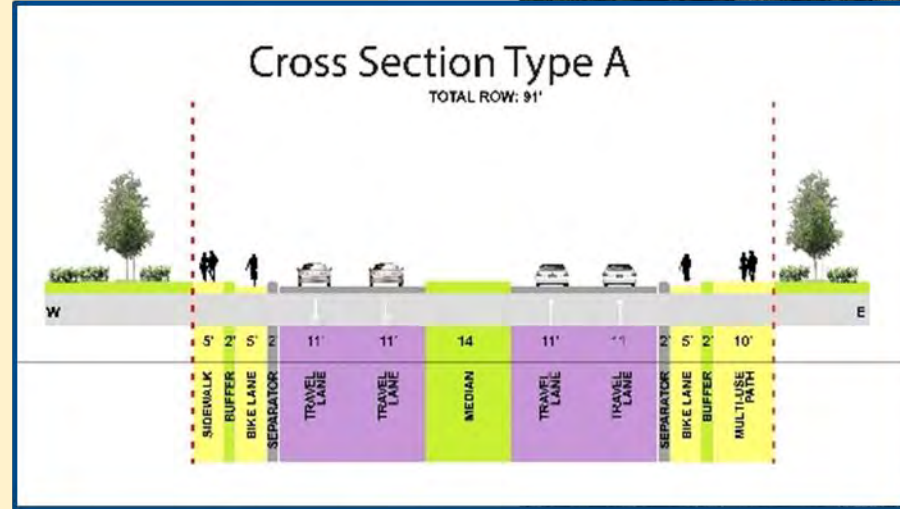 Cross Section Type A
TOTAL ROW: 91'
W
E
5' 2' 5' 2' 11' 11' 14 11' 11' 2' 5' 2' 10'
SIDEWALK
BUFFER
BIKE LANE
SEPARATOR
TRAVEL
LANE
TRAVEL
LANE
MEDIAN
TRAVEL
LANE
TRAVEL
LANE
SEPARATOR
BIKE LANE
BUFFER
MULTI-USE
PATH